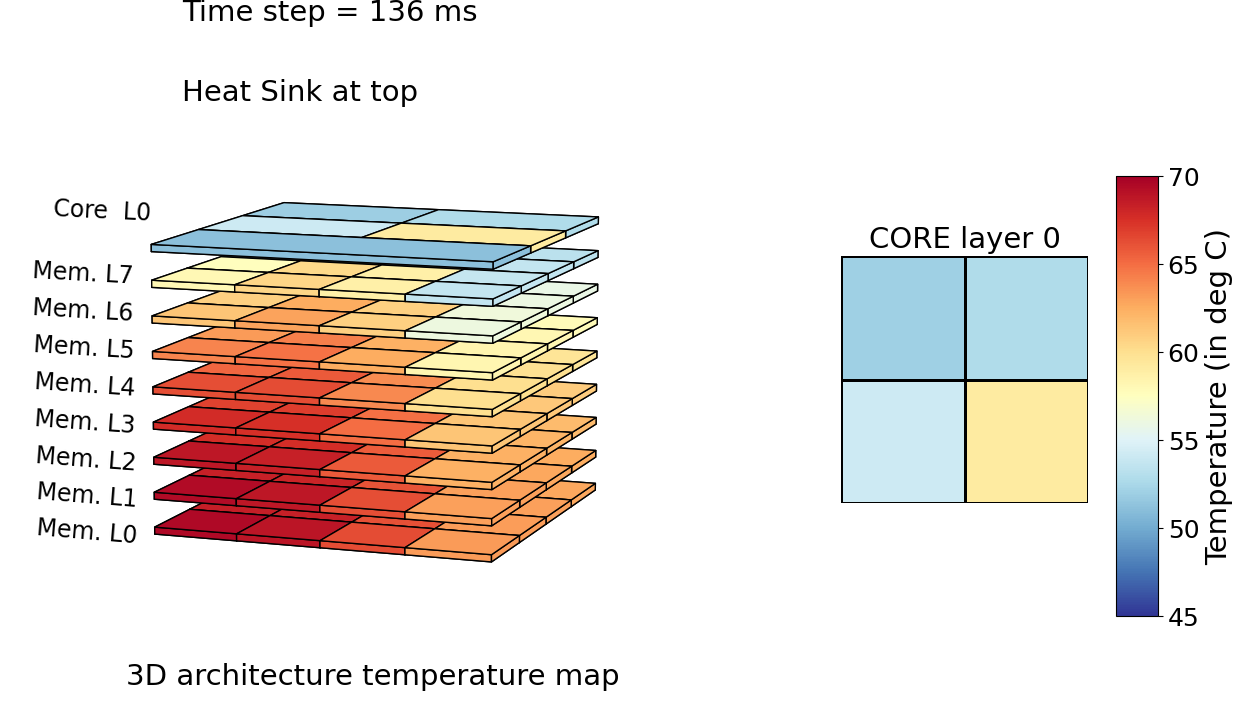 Time step = 136 ms
Heat Sink at top
Core  L0
Mem. L7
Mem. L6
Mem. L5
Mem. L4
Mem. L3
Mem. L2
Mem. L1
Mem. L0
3D architecture temperature map
CORE layer 0
70
65
60
55
50
45
Temperature (in deg C)